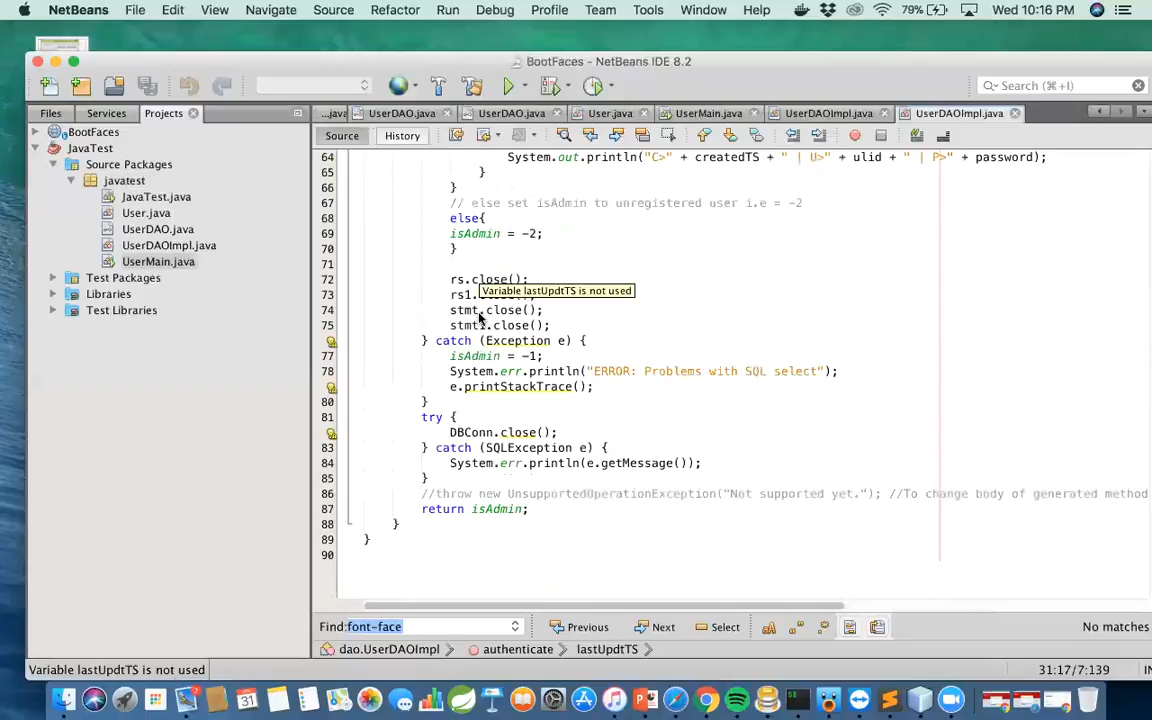 NetBeans File Edit View Navigate Source Refactor Run Debug Profile Team Tools Window Help 79% Wed 10:16 PM
BootFaces - NetBeans IDE 8.2
Search (⌘+I)
Files Services Projects
...java UserDAO.java UserDAO.java User.java UserMain.java UserDAOImpl.java UserDAOImpl.java
Source History
BootFaces
JavaTest
Source Packages
javatest
JavaTest.java
User.java
UserDAO.java
UserDAOImpl.java
UserMain.java
Test Packages
Libraries
Test Libraries
64 System.out.println("C>" + createdTS + " | U>" + ulid + " | P>" + password);
65 }
66 }
67 // else set isAdmin to unregistered user i.e = -2
68 else{
69 isAdmin = -2;
70 }
71
72 rs.close();
Variable lastUpdtTS is not used
73 rs1.
74 stmt.close();
75 stmt1.close();
} catch (Exception e) {
77 isAdmin = -1;
78 System.err.println("ERROR: Problems with SQL select");
e.printStackTrace();
80 }
81 try {
DBConn.close();
83 } catch (SQLException e) {
84 System.err.println(e.getMessage());
85 }
86 //throw new UnsupportedOperationException("Not supported yet."); //To change body of generated method
87 return isAdmin;
88 }
89 }
90
Find: font-face Previous Next Select No matches
dao.UserDAOImpl authenticate lastUpdtTS
Variable lastUpdtTS is not used 31:17/7:139 IN
31